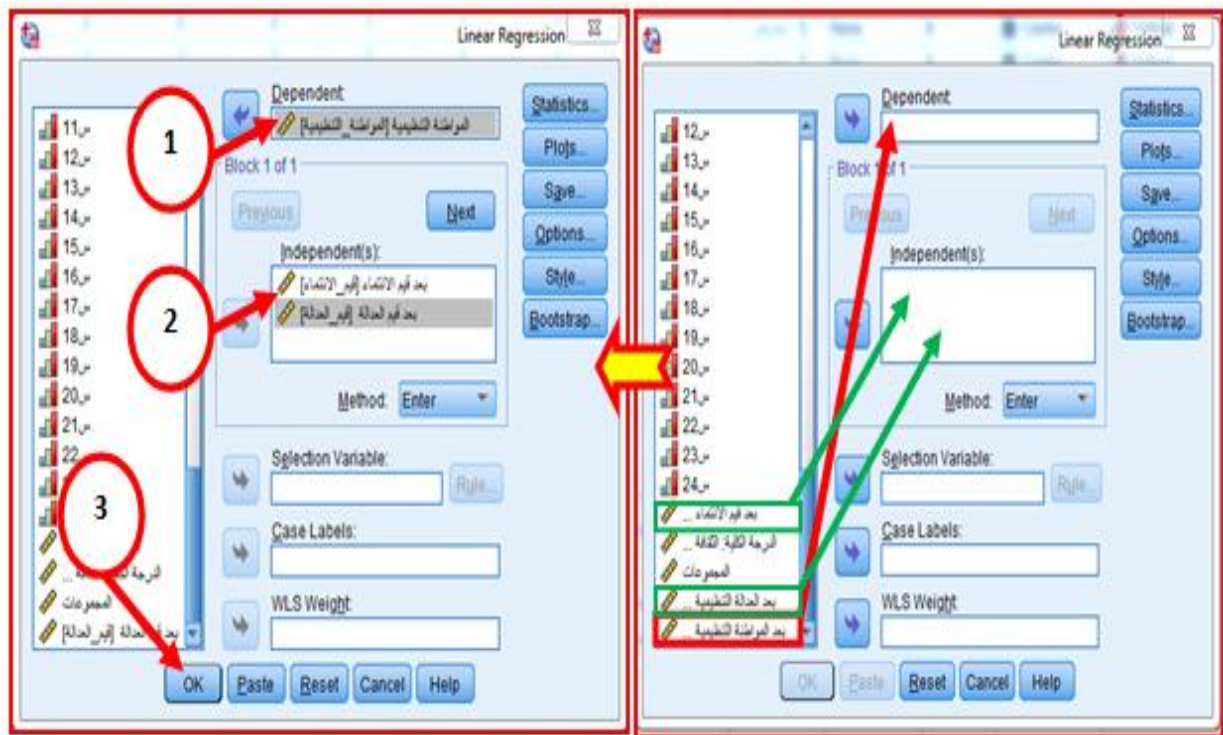 Linear Regression
Dependent:
المواطنة التنظيمية [المواطنة_التنظيمية]
Block 1 of 1
Previous
Next
Independent(s):
بعد قيم الانتماء [قيم_الانتماء]
بعد قيم العدالة [قيم_العدالة]
Method: Enter
Selection Variable:
Rule...
Case Labels:
WLS Weight:
Statistics...
Plots...
Save...
Options...
Style...
Bootstrap...
س11
س12
س13
س14
س15
س16
س17
س18
س19
س20
س21
س22
الدرجة
المجموعات
العدالة [قيم_العدالة]
1
2
3
OK
Paste
Reset
Cancel
Help
Linear Regression
Dependent:
Block 1 of 1
Previous
Next
Independent(s):
Method: Enter
Selection Variable:
Rule...
Case Labels:
WLS Weight:
Statistics...
Plots...
Save...
Options...
Style...
Bootstrap...
س12
س13
س14
س15
س16
س17
س18
س19
س20
س21
س22
س23
س24
بعد قيم الانتماء ...
الدرجة الكلية: الثقافة ...
المجموعات
بعد العدالة التنظيمية ...
بعد المواطنة التنظيمية ...
OK
Paste
Reset
Cancel
Help